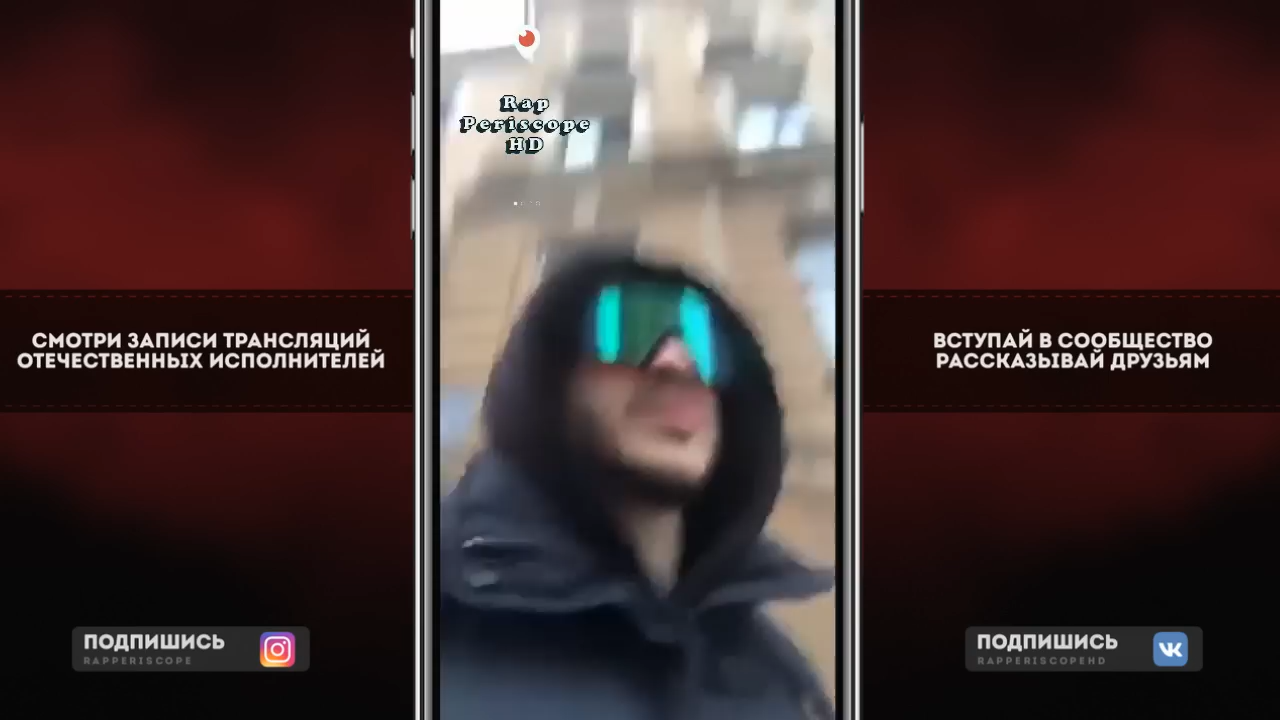 Rap
Periscope
HD
СМОТРИ ЗАПИСИ ТРАНСЛЯЦИЙ
ОТЕЧЕСТВЕННЫХ ИСПОЛНИТЕЛЕЙ
ВСТУПАЙ В СООБЩЕСТВО
РАССКАЗЫВАЙ ДРУЗЬЯМ
ПОДПИШИСЬ
RAPPERISCOPE
ПОДПИШИСЬ
RAPPERISCOPEHD